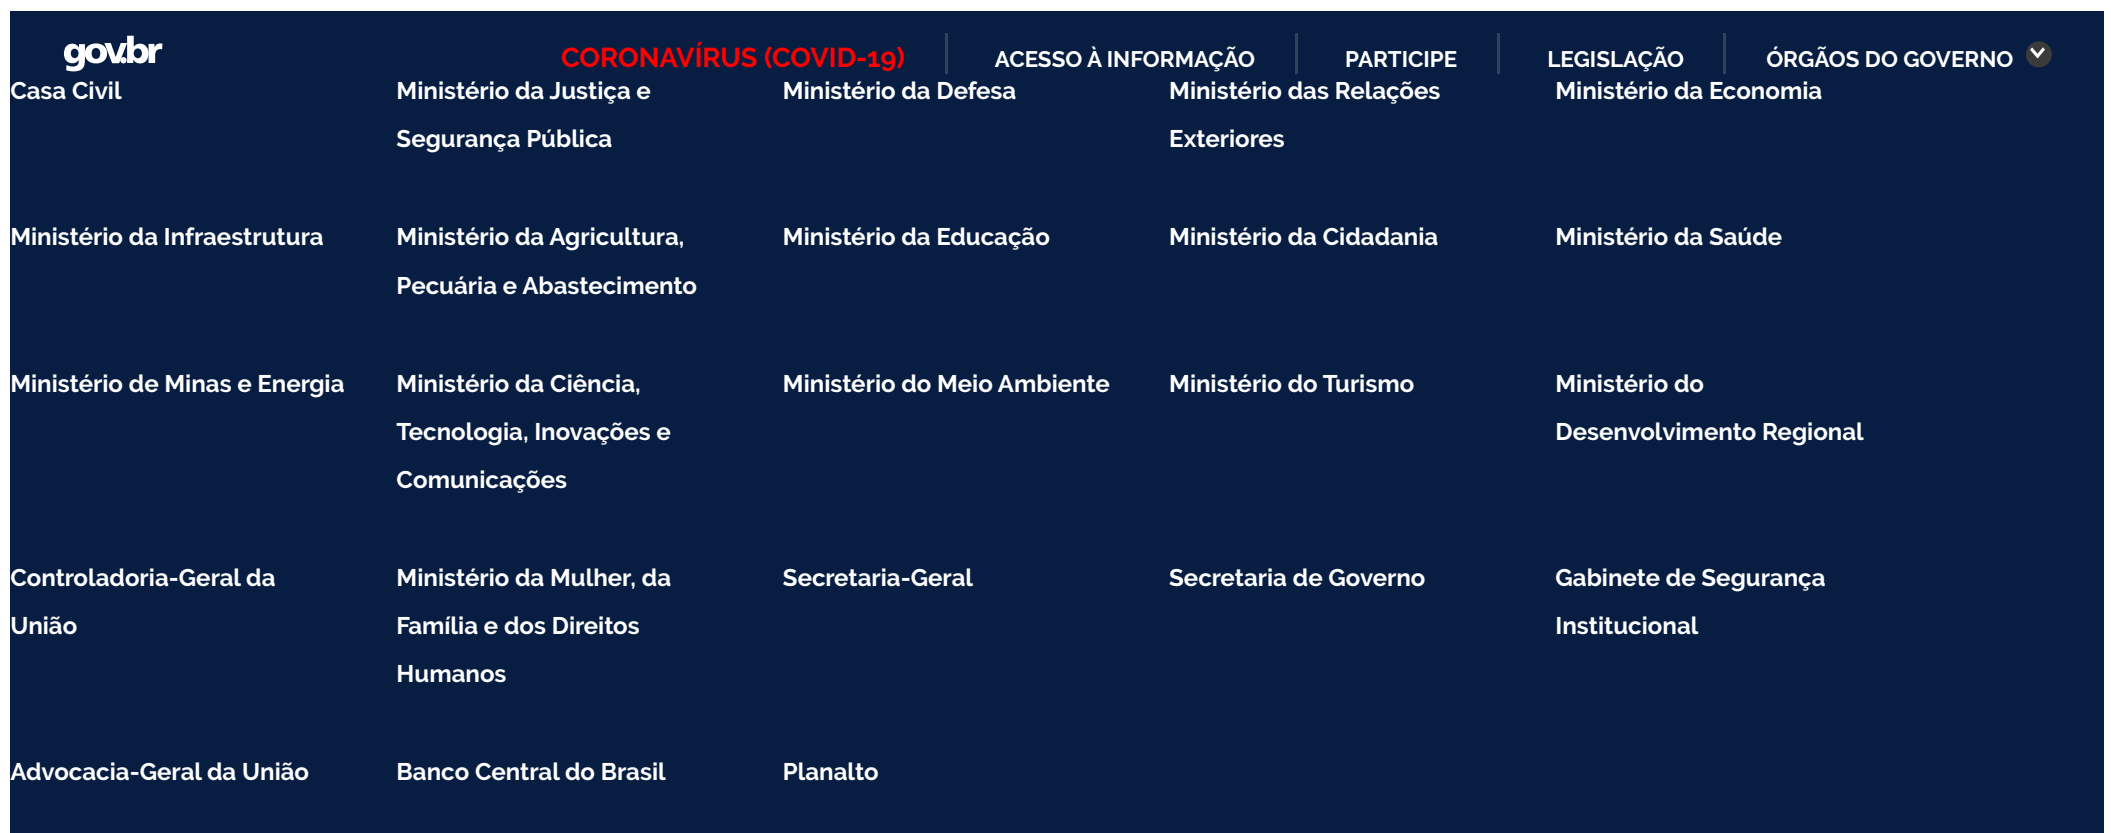 gov.br
CORONAVÍRUS (COVID-19)
ACESSO À INFORMAÇÃO
PARTICIPE
LEGISLAÇÃO
ÓRGÃOS DO GOVERNO
Casa Civil
Ministério da Justiça e
Segurança Pública
Ministério da Defesa
Ministério das Relações
Exteriores
Ministério da Economia
Ministério da Infraestrutura
Ministério da Agricultura,
Pecuária e Abastecimento
Ministério da Educação
Ministério da Cidadania
Ministério da Saúde
Ministério de Minas e Energia
Ministério da Ciência,
Tecnologia, Inovações e
Comunicações
Ministério do Meio Ambiente
Ministério do Turismo
Ministério do
Desenvolvimento Regional
Controladoria-Geral da
União
Ministério da Mulher, da
Família e dos Direitos
Humanos
Secretaria-Geral
Secretaria de Governo
Gabinete de Segurança
Institucional
Advocacia-Geral da União
Banco Central do Brasil
Planalto